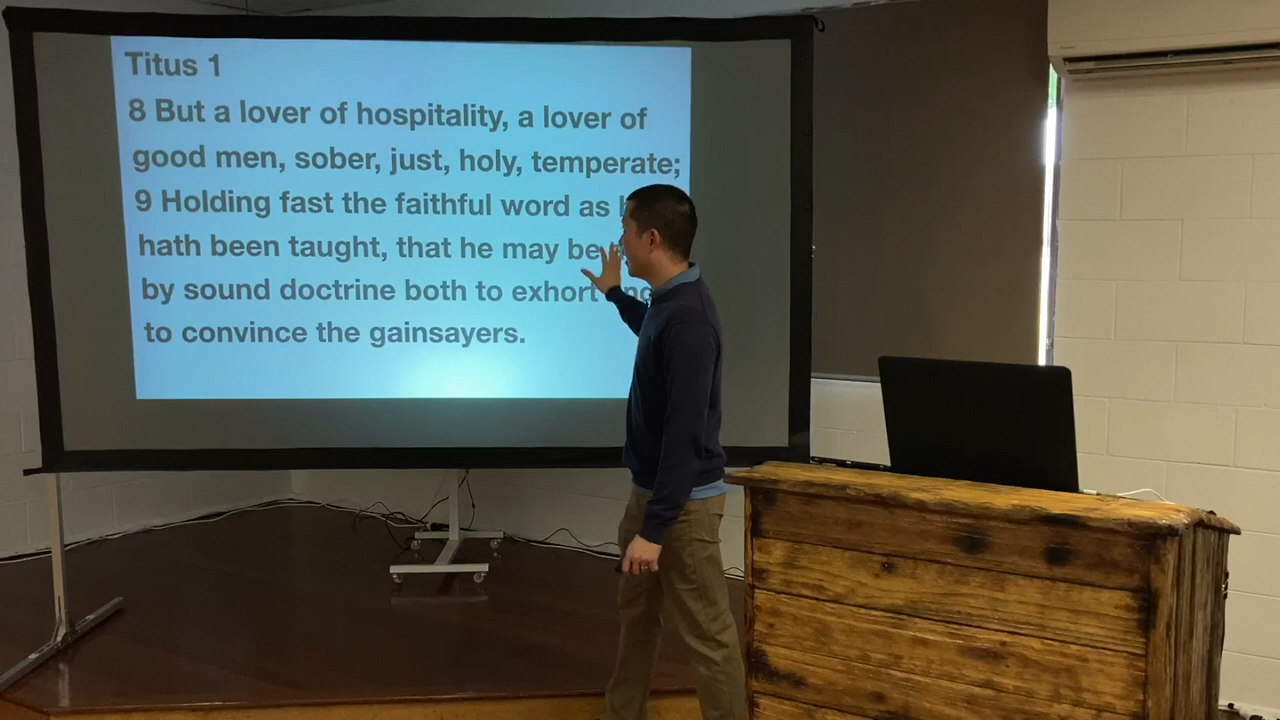 Titus 1
8 But a lover of hospitality, a lover of
good men, sober, just, holy, temperate;
9 Holding fast the faithful word as
hath been taught, that he may be
by sound doctrine both to exhort
to convince the gainsayers.